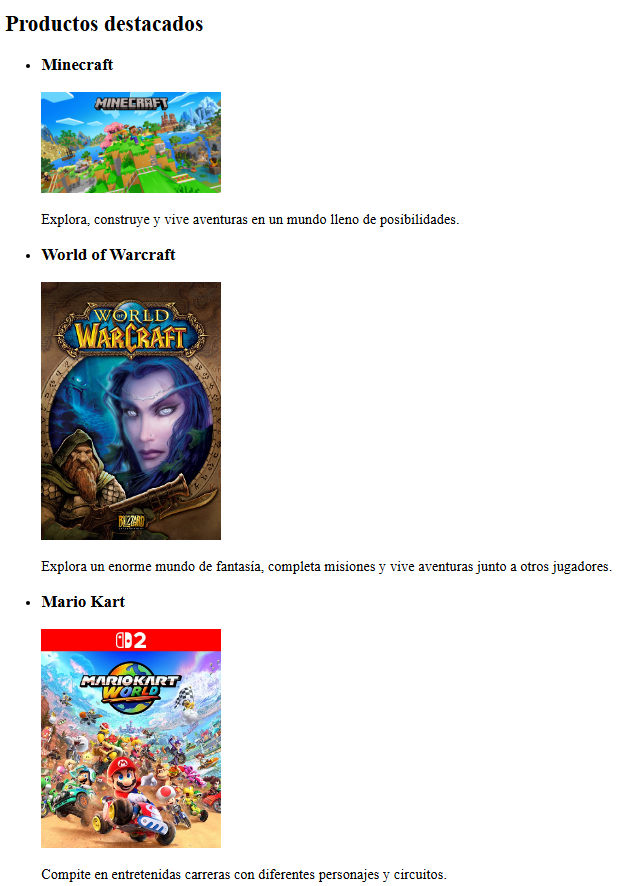 Productos destacados
Minecraft
MINECRAFT
Explora, construye y vive aventuras en un mundo lleno de posibilidades.
World of Warcraft
WORLD
OF
WARCRAFT
BLIZZARD
Explora un enorme mundo de fantasía, completa misiones y vive aventuras junto a otros jugadores.
Mario Kart
2
MARIOKART
WORLD
Compite en entretenidas carreras con diferentes personajes y circuitos.